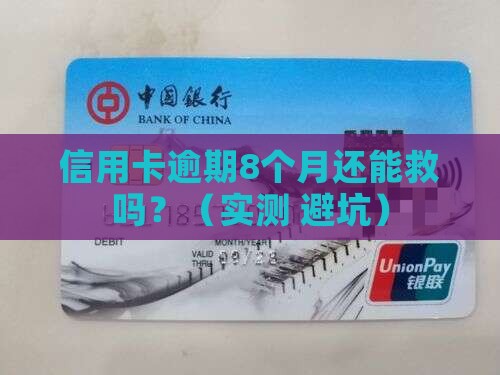 中国银行
BANK OF CHINA
信用卡逾期8个月还能救
吗？（实测 避坑）
DEBIT
MONTH/YEAR
VALID
THRU
UnionPay
银联